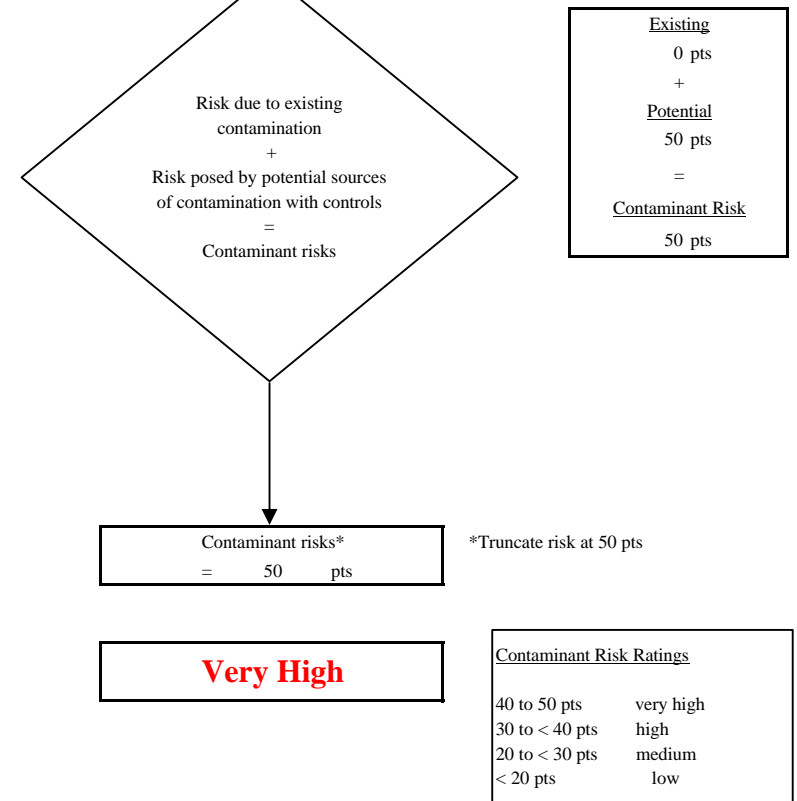 Risk due to existing
contamination
+
Risk posed by potential sources
of contamination with controls
=
Contaminant risks
Existing
0 pts
+
Potential
50 pts
=
Contaminant Risk
50 pts
Contaminant risks*
= 50 pts
*Truncate risk at 50 pts
Very High
Contaminant Risk Ratings
40 to 50 pts very high
30 to < 40 pts high
20 to < 30 pts medium
< 20 pts low